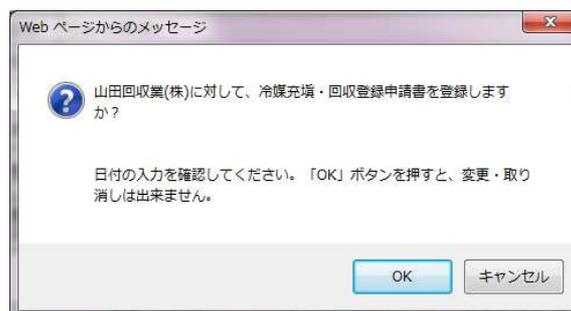 Web ページからのメッセージ
山田回収業(株)に対して、冷媒充塡・回収登録申請書を登録します
か？
日付の入力を確認してください。「OK」ボタンを押すと、変更・取り
消しは出来ません。
OK
キャンセル